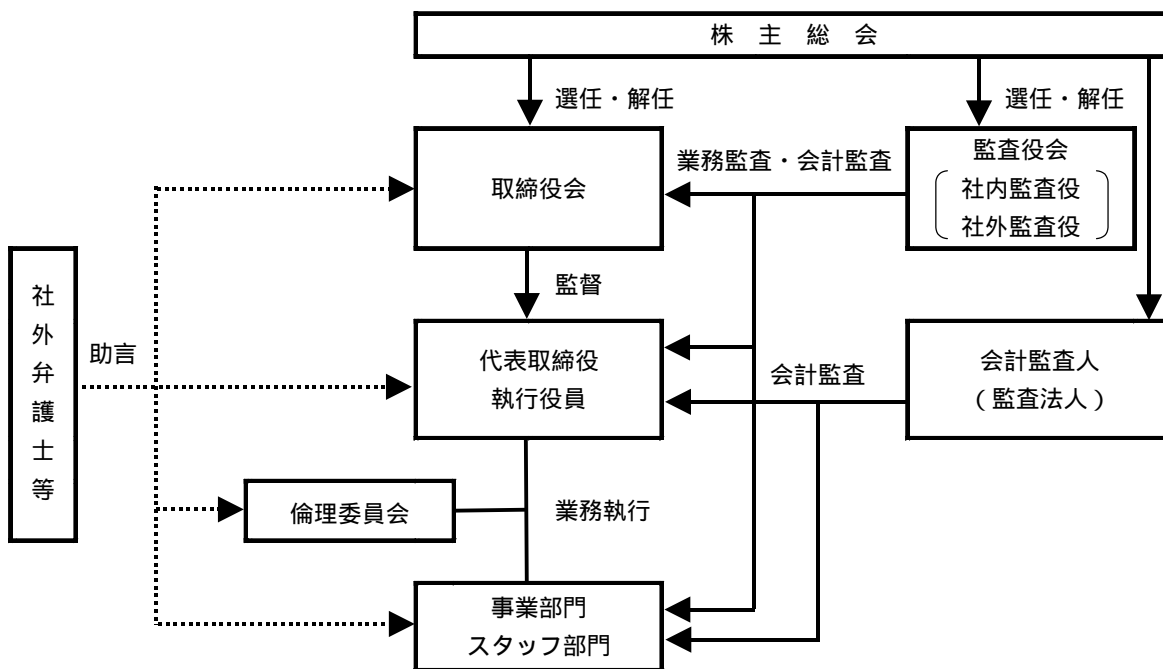 株主総会
選任・解任
選任・解任
取締役会
業務監査・会計監査
監査役会
社内監査役
社外監査役
監督
社外弁護士等
助言
代表取締役
執行役員
会計監査
会計監査人
（監査法人）
倫理委員会
業務執行
事業部門
スタッフ部門